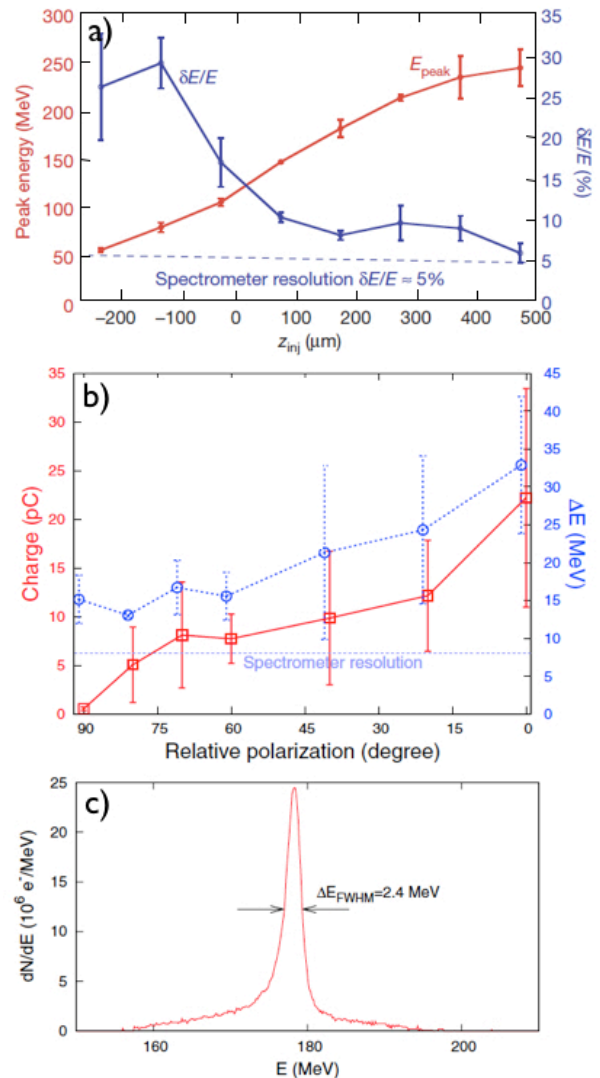 a)
300
250
200
150
100
50
0
Peak energy (MeV)
δE/E
E_peak
Spectrometer resolution δE/E ≈ 5%
35
30
25
20
15
10
5
0
δE/E (%)
−200 −100 0 100 200 300 400 500
z_inj (μm)
b)
35
30
25
20
15
10
5
0
Charge (pC)
Spectrometer resolution
45
40
35
30
25
20
15
10
5
0
ΔE (MeV)
90 75 60 45 30 15 0
Relative polarization (degree)
c)
25
20
15
10
5
0
dN/dE (10⁶ e⁻/MeV)
ΔE_FWHM=2.4 MeV
160 180 200
E (MeV)